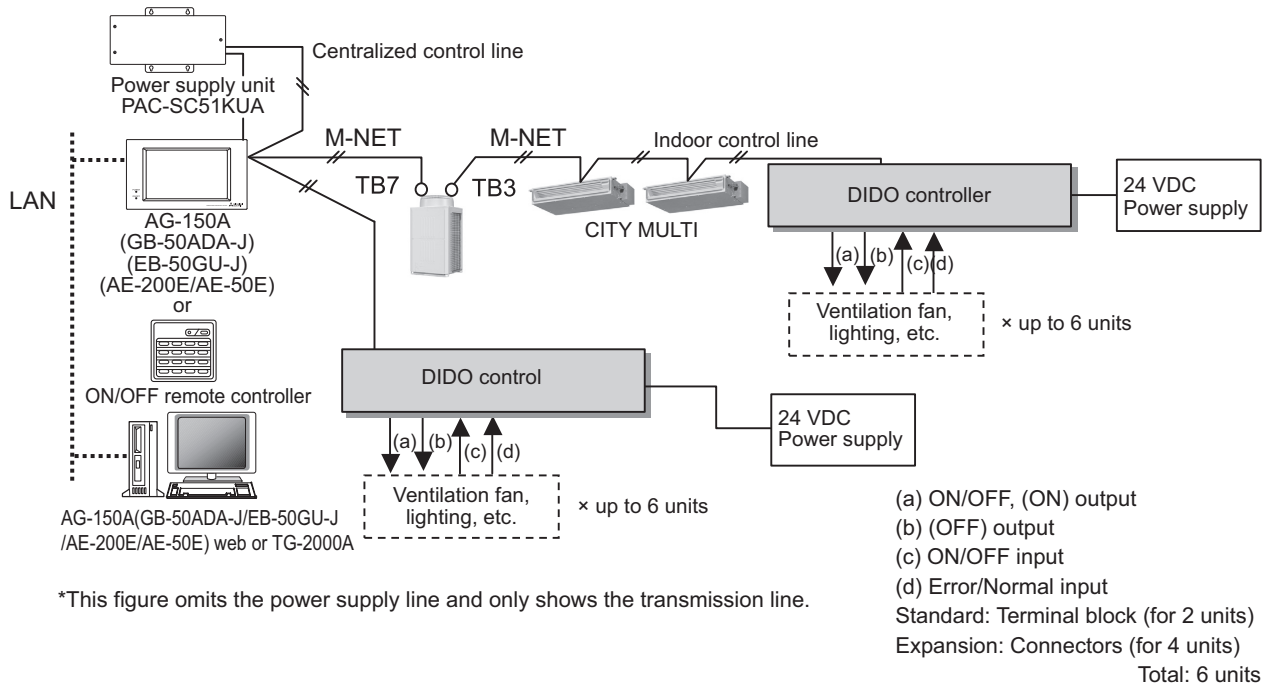 Centralized control line
Power supply unit
PAC-SC51KUA
LAN
M-NET
M-NET
Indoor control line
TB7
TB3
CITY MULTI
DIDO controller
24 VDC
Power supply
AG-150A
(GB-50ADA-J)
(EB-50GU-J)
(AE-200E/AE-50E)
or
ON/OFF remote controller
(a)
(b)
(c)
(d)
Ventilation fan,
lighting, etc.
× up to 6 units
DIDO control
24 VDC
Power supply
(a)
(b)
(c)
(d)
Ventilation fan,
lighting, etc.
× up to 6 units
AG-150A(GB-50ADA-J/EB-50GU-J
/AE-200E/AE-50E) web or TG-2000A
*This figure omits the power supply line and only shows the transmission line.
(a) ON/OFF, (ON) output
(b) (OFF) output
(c) ON/OFF input
(d) Error/Normal input
Standard: Terminal block (for 2 units)
Expansion: Connectors (for 4 units)
Total: 6 units